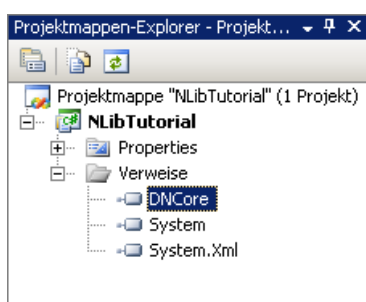 Projektmappen-Explorer - Projekt...
Projektmappe "NLibTutorial" (1 Projekt)
NLibTutorial
Properties
Verweise
DNCore
System
System.Xml